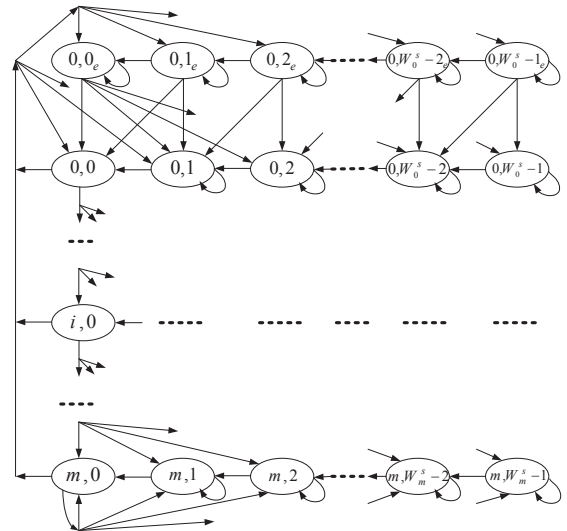 0,0_e 0,1_e 0,2_e 0,W_0^s−2_e 0,W_0^s−1_e
0,0 0,1 0,2 0,W_0^s−2 0,W_0^s−1
i,0
m,0 m,1 m,2 m,W_m^s−2 m,W_m^s−1